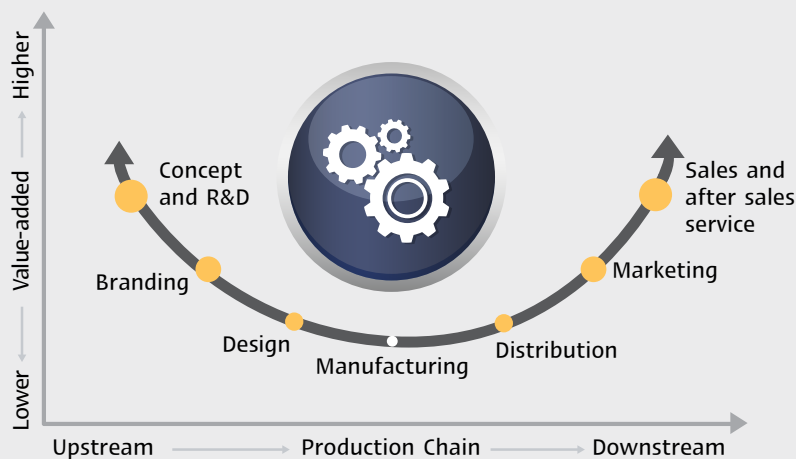 Higher
Value-added
Lower
Concept
and R&D
Branding
Design
Manufacturing
Distribution
Marketing
Sales and
after sales
service
Upstream
Production Chain
Downstream